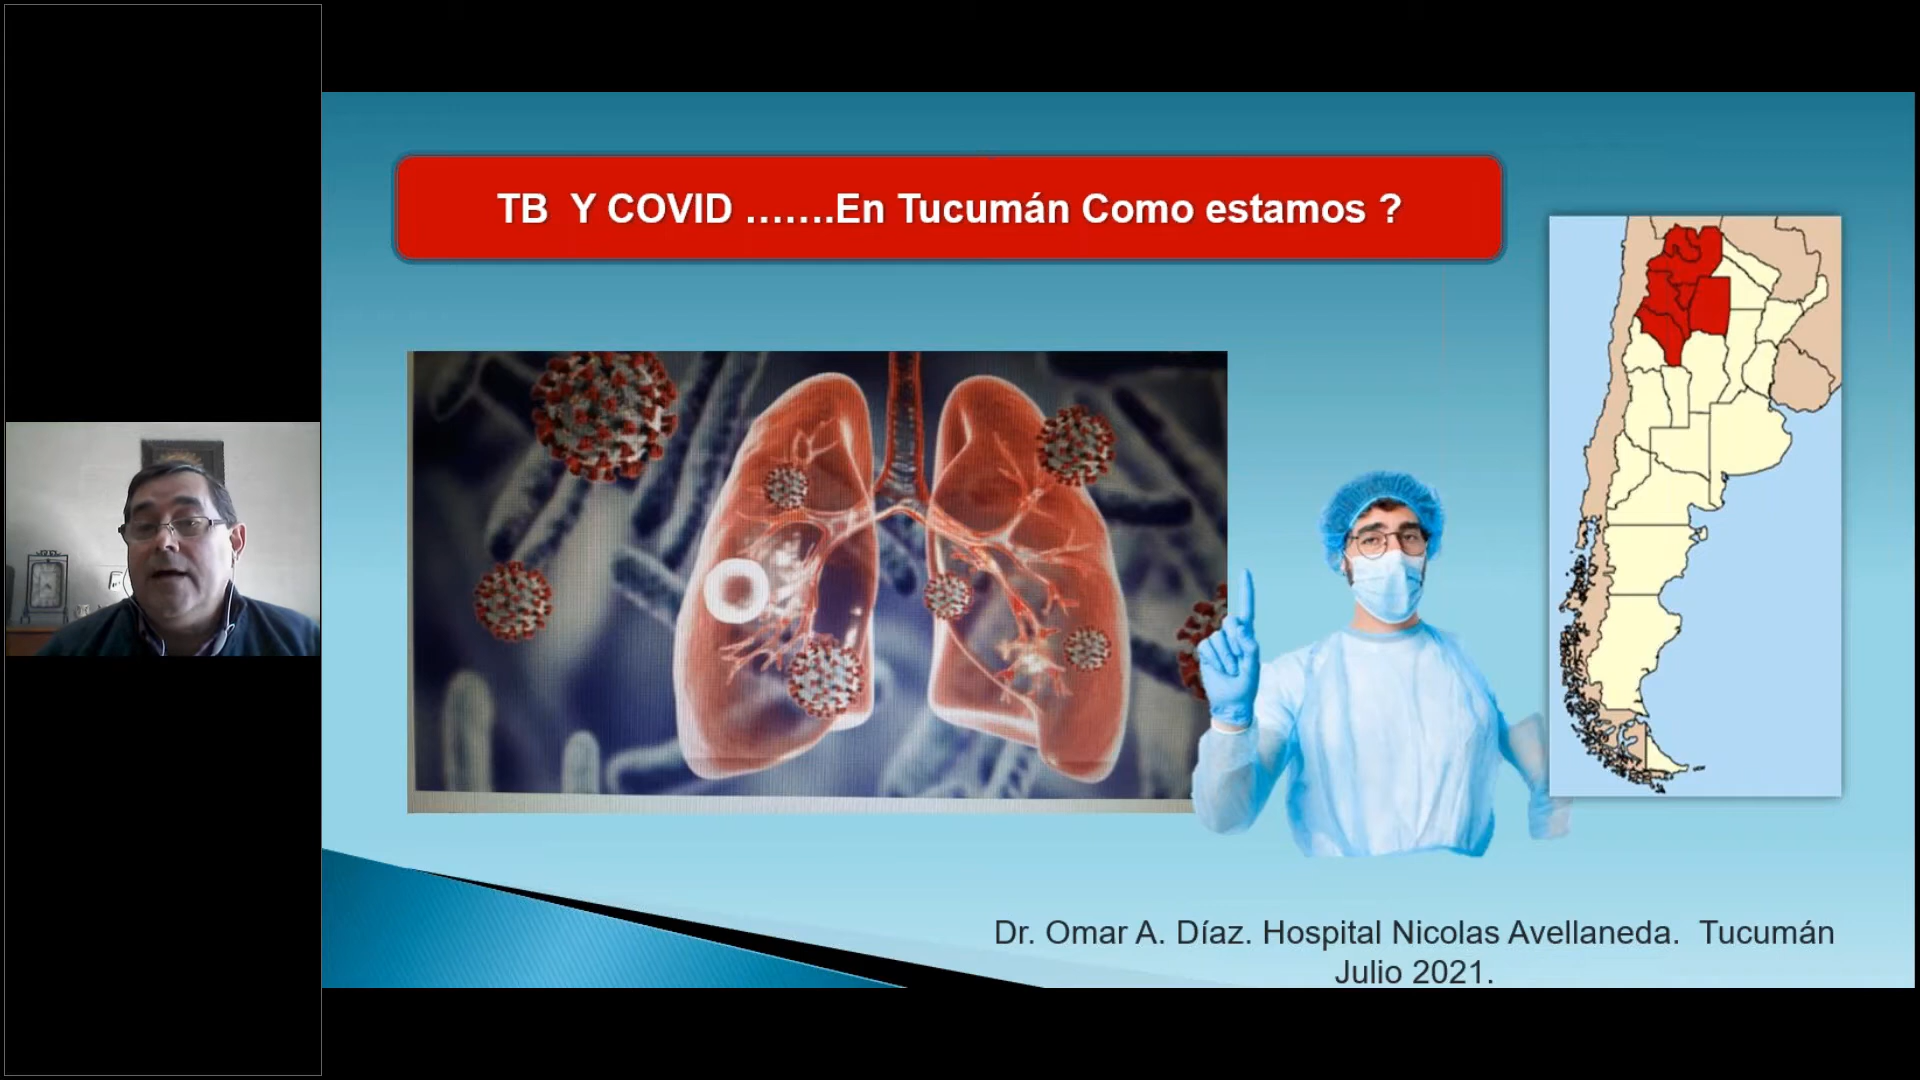 TB Y COVID …….En Tucumán Como estamos ?
Dr. Omar A. Díaz. Hospital Nicolas Avellaneda. Tucumán
Julio 2021.